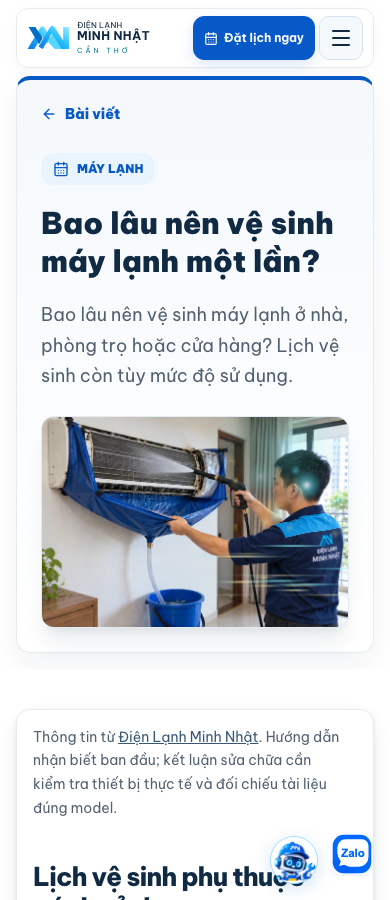 ĐIỆN LẠNH
MINH NHẬT
CẦN THƠ
Đặt lịch ngay
Bài viết
MÁY LẠNH
Bao lâu nên vệ sinh
máy lạnh một lần?
Bao lâu nên vệ sinh máy lạnh ở nhà,
phòng trọ hoặc cửa hàng? Lịch vệ
sinh còn tùy mức độ sử dụng.
ĐIỆN LẠNH
MINH NHẬT
Thông tin từ Điện Lạnh Minh Nhật. Hướng dẫn
nhận biết ban đầu; kết luận sửa chữa cần
kiểm tra thiết bị thực tế và đối chiếu tài liệu
đúng model.
Zalo
Lịch vệ sinh phụ thuộc